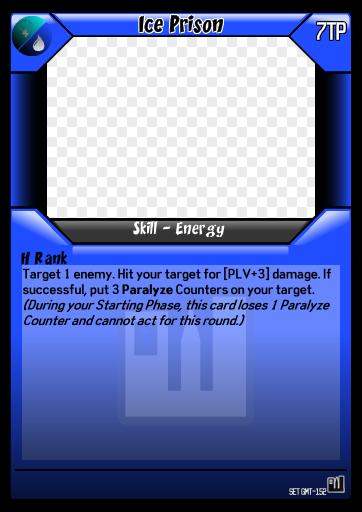 Ice Prison
7TP
Skill - Energy
H Rank
Target 1 enemy. Hit your target for [PLV+3] damage. If
successful, put 3 Paralyze Counters on your target.
(During your Starting Phase, this card loses 1 Paralyze
Counter and cannot act for this round.)
SET GMT-152